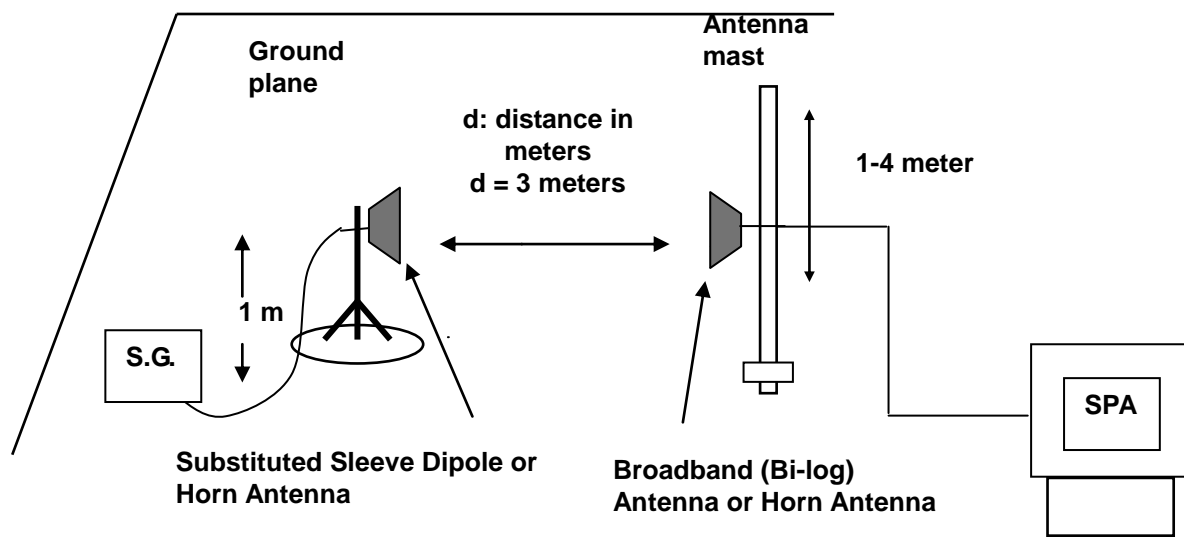 Ground
plane
Antenna
mast
d: distance in
meters
d = 3 meters
1-4 meter
1 m
S.G.
SPA
Substituted Sleeve Dipole or
Horn Antenna
Broadband (Bi-log)
Antenna or Horn Antenna